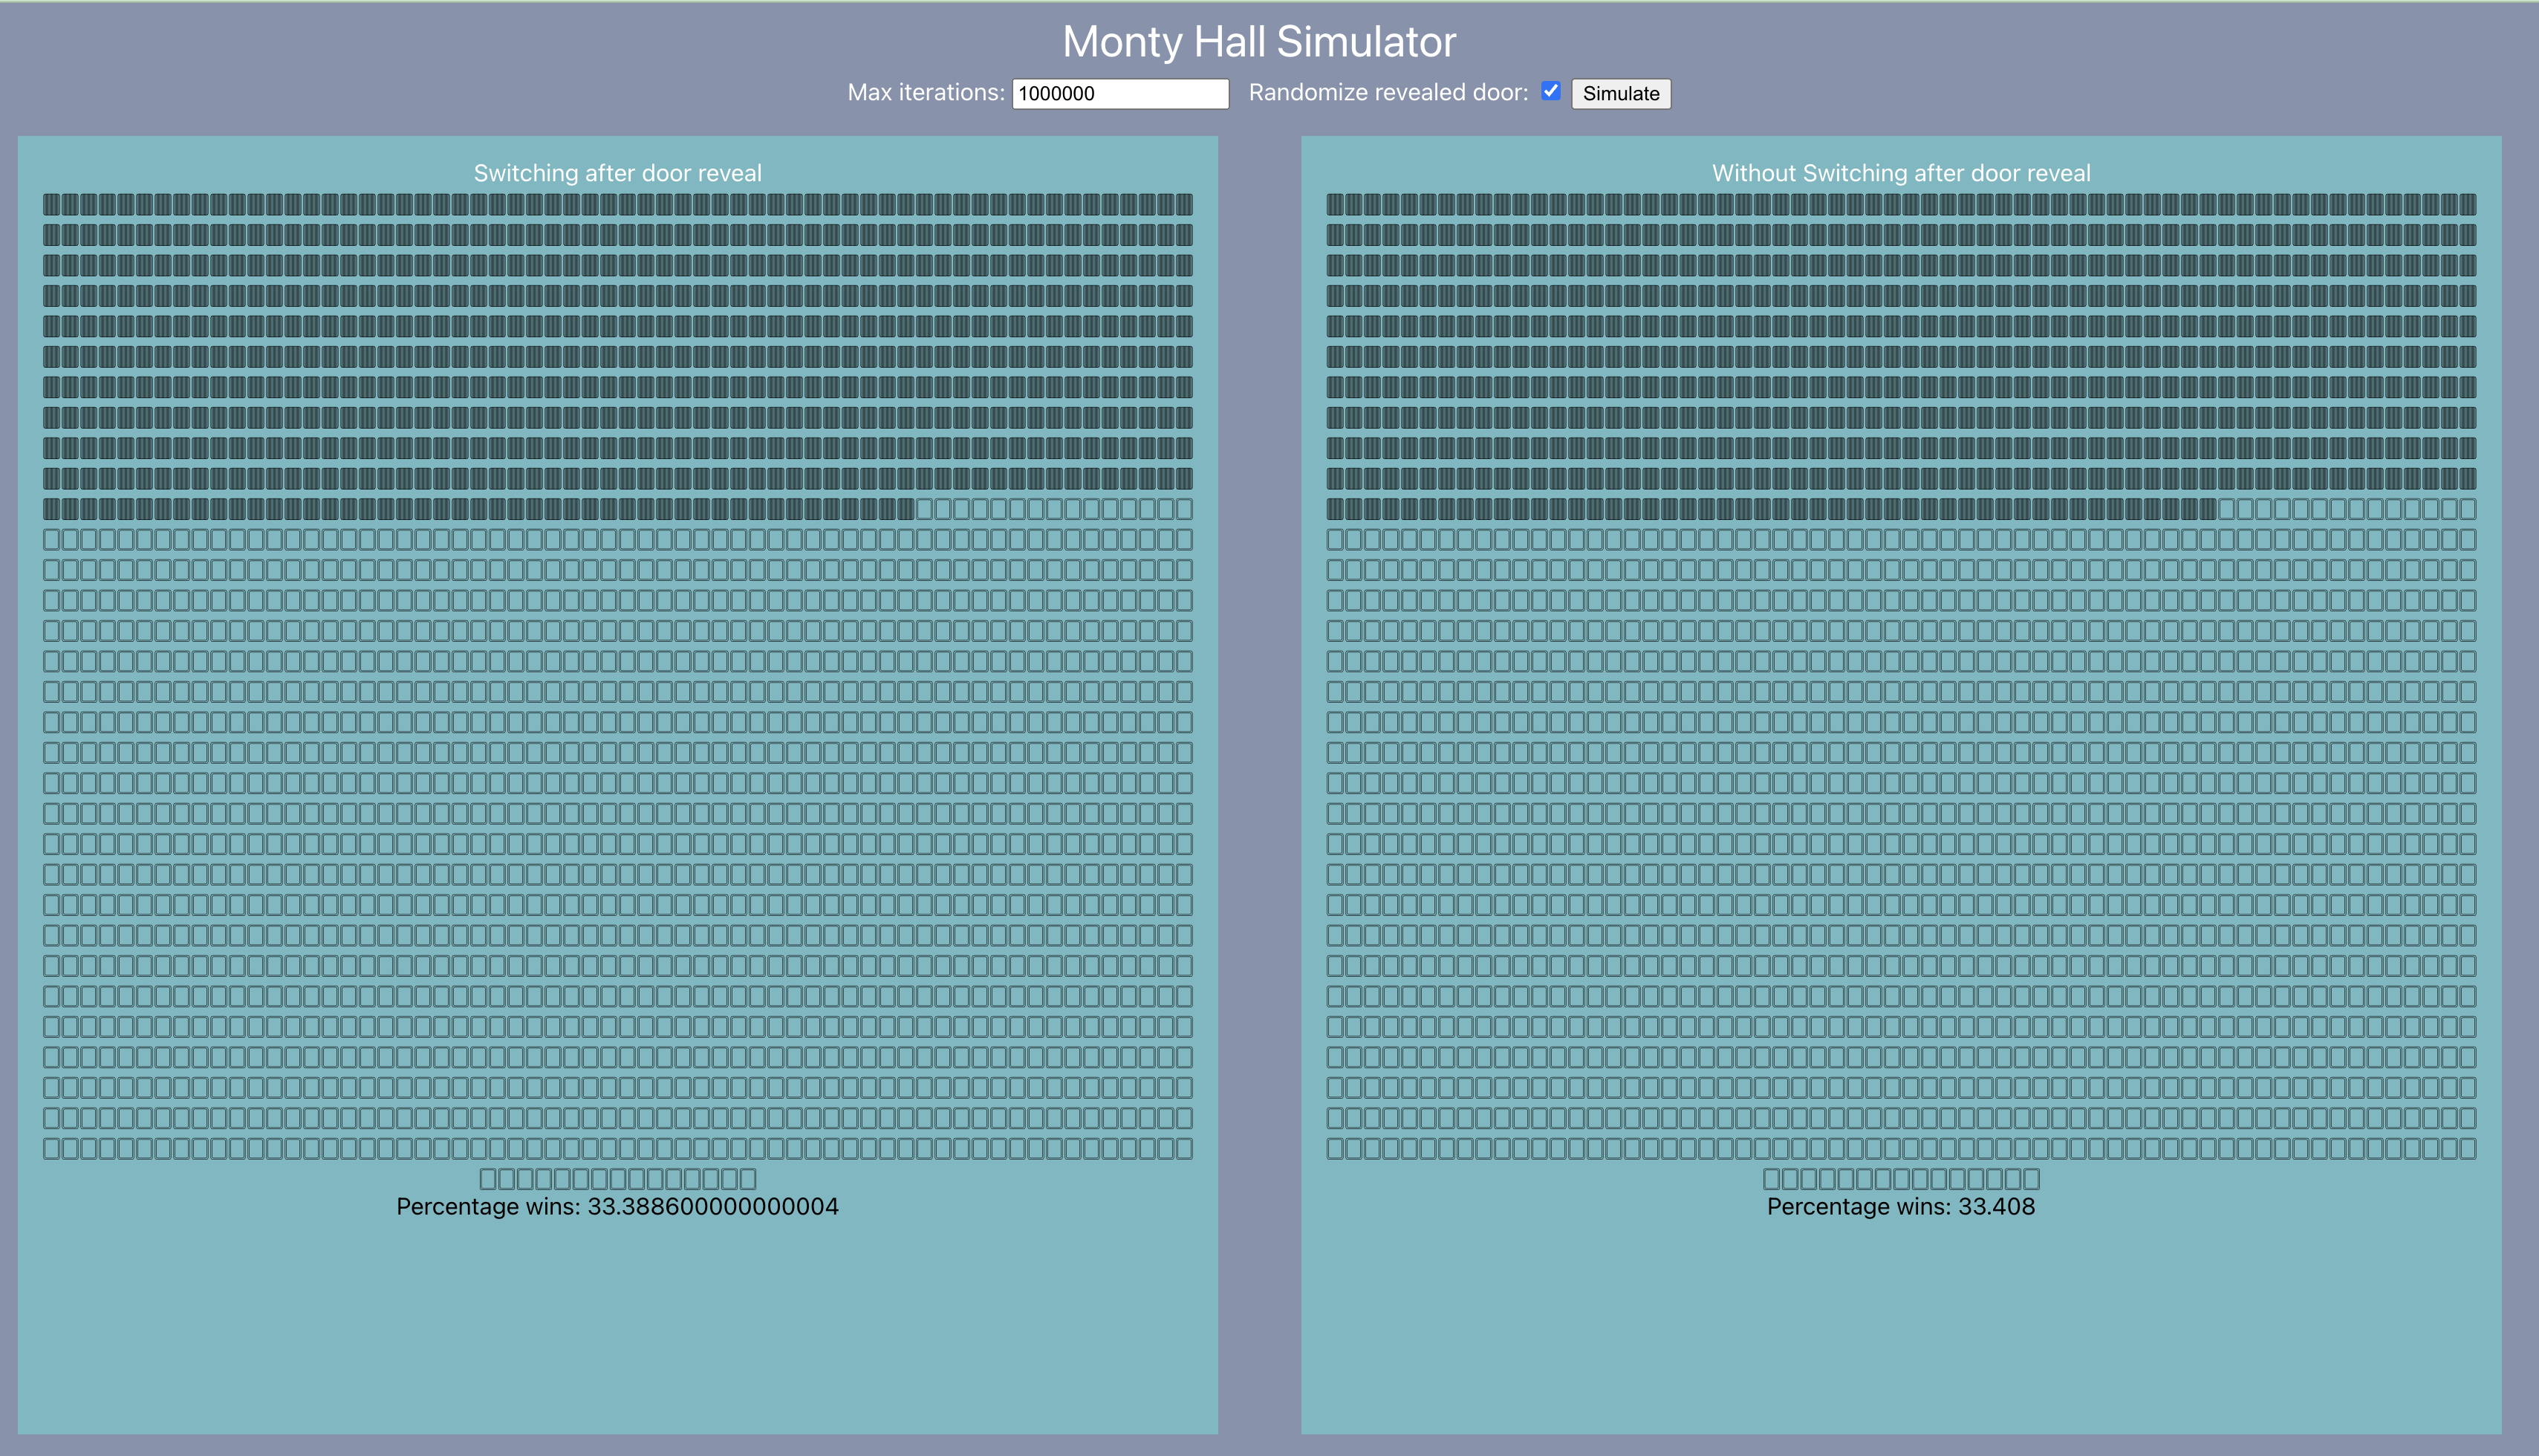 Monty Hall Simulator
Max iterations: 1000000 Randomize revealed door: Simulate
Switching after door reveal
Percentage wins: 33.388600000000004
Without Switching after door reveal
Percentage wins: 33.408